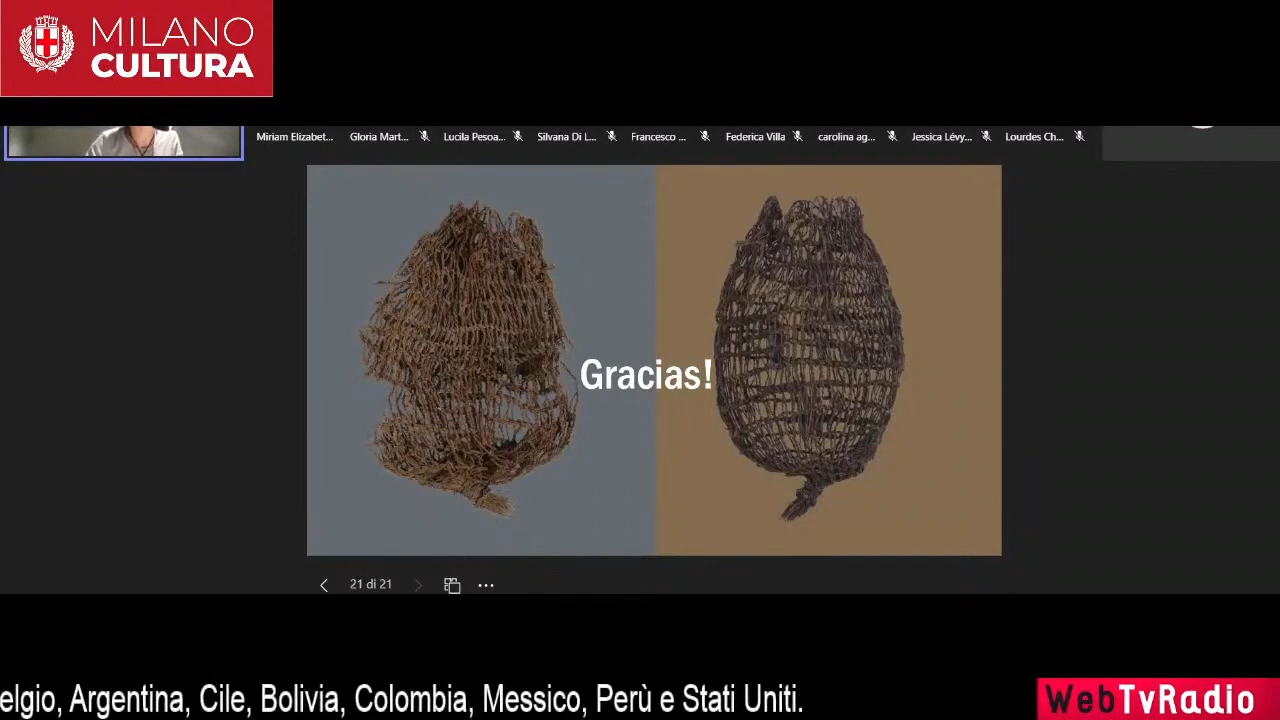 MILANO
CULTURA
Miriam Elizabet... Gloria Mart... Lucila Pesoa... Silvana Di L... Francesco ... Federica Villa carolina ag... Jessica Lévy... Lourdes Ch...
Gracias!
21 di 21
elgio, Argentina, Cile, Bolivia, Colombia, Messico, Perù e Stati Uniti.
WebTvRadio